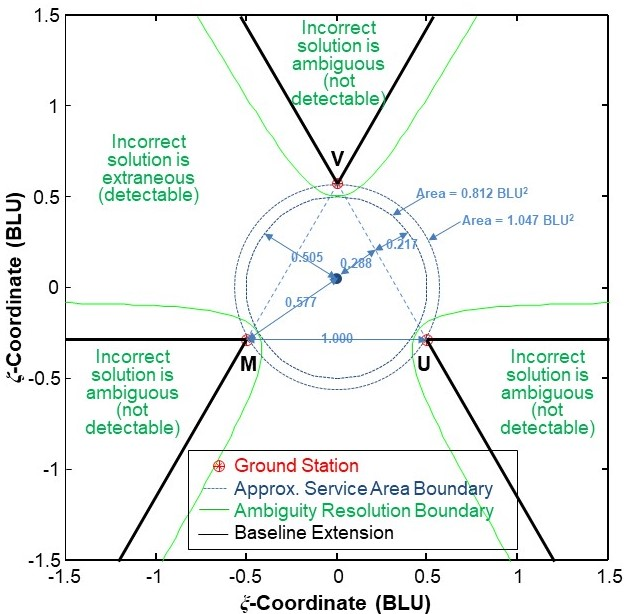 1.5
Incorrect
solution is
ambiguous
(not
detectable)
1
Incorrect
solution is
extraneous
(detectable)
V
0.5
Area = 0.812 BLU²
Area = 1.047 BLU²
0.217
0.505
0.288
0
0.577
1.000
M
U
Incorrect
solution is
ambiguous
(not
detectable)
Incorrect
solution is
ambiguous
(not
detectable)
-0.5
-1
Ground Station
Approx. Service Area Boundary
Ambiguity Resolution Boundary
Baseline Extension
-1.5
-1.5
-1
-0.5
0
0.5
1
1.5
ξ-Coordinate (BLU)
ζ-Coordinate (BLU)